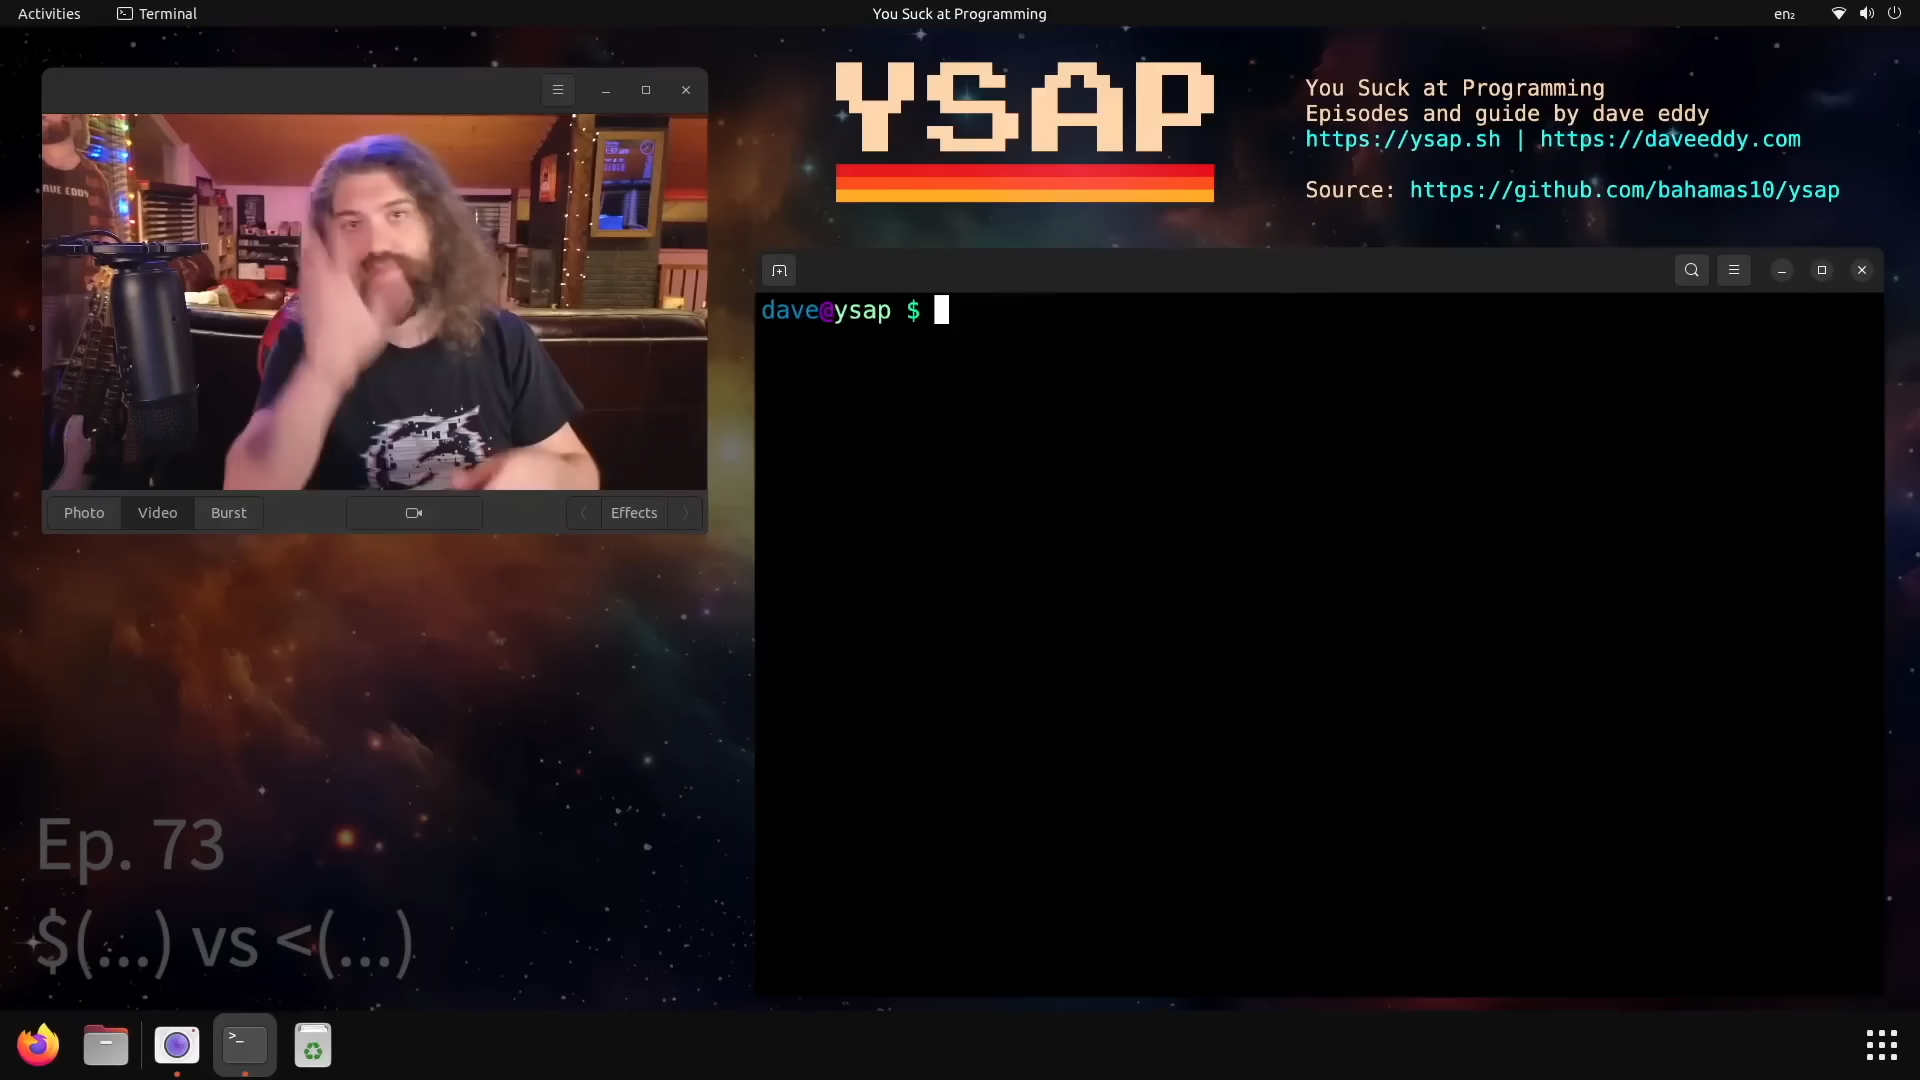 Activities
Terminal
You Suck at Programming
en₂
YSAP
You Suck at Programming
Episodes and guide by dave eddy
https://ysap.sh | https://daveeddy.com
Source: https://github.com/bahamas10/ysap
AVE EDDY
dave@ysap $
Photo
Video
Burst
Effects
Ep. 73
$(...) vs <(...)
>_